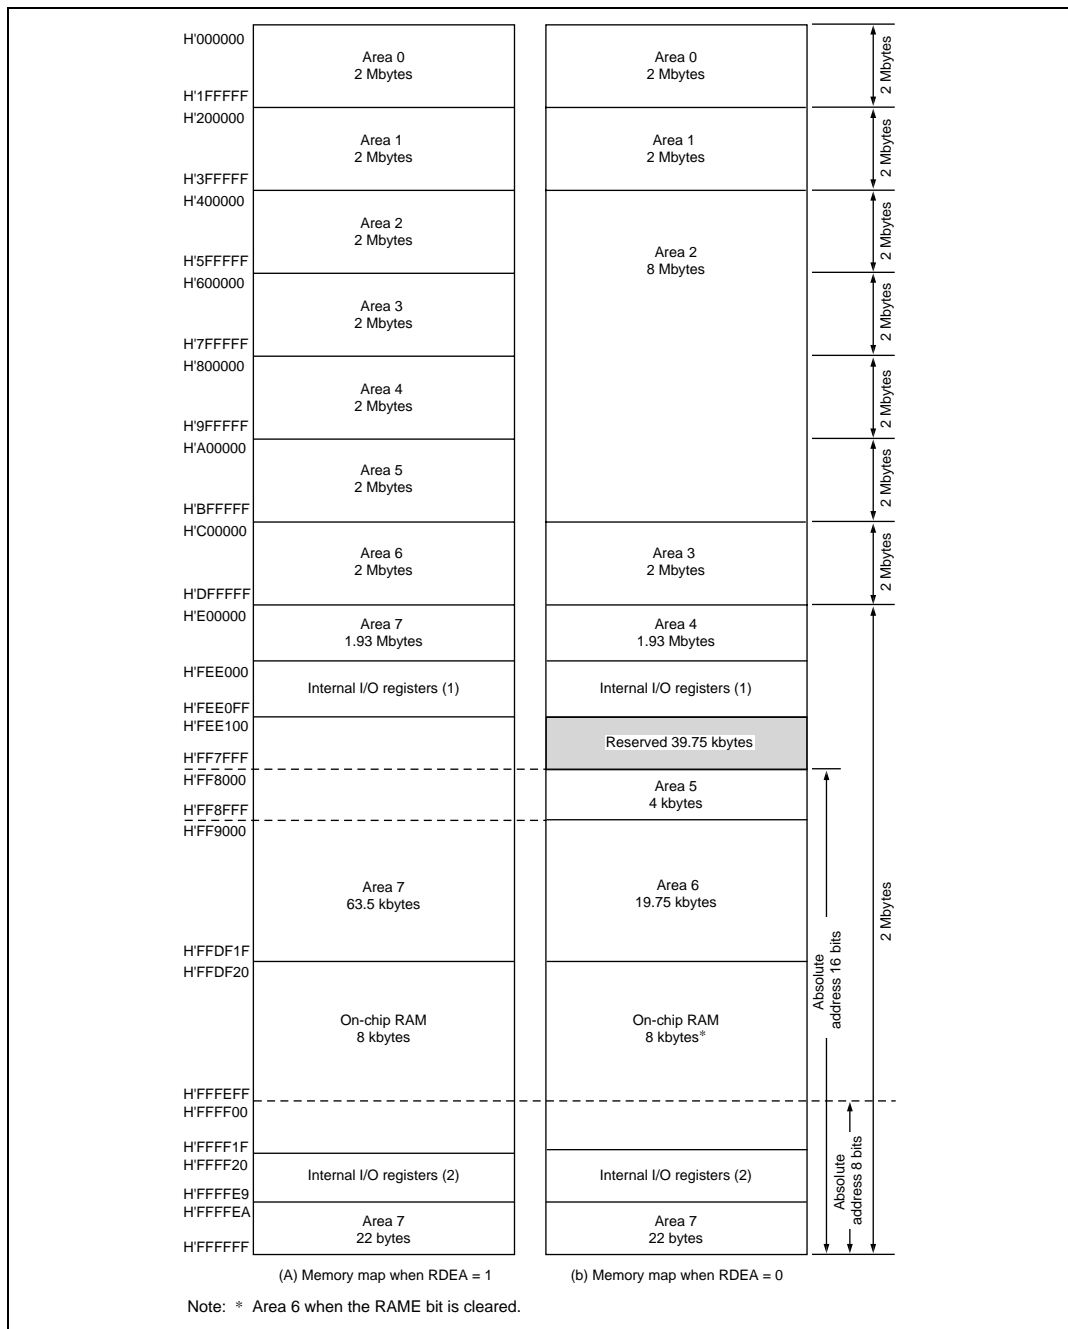 H'000000
H'1FFFFF
H'200000
H'3FFFFF
H'400000
H'5FFFFF
H'600000
H'7FFFFF
H'800000
H'9FFFFF
H'A00000
H'BFFFFF
H'C00000
H'DFFFFF
H'E00000
H'FEE000
H'FEE0FF
H'FEE100
H'FF7FFF
H'FF8000
H'FF8FFF
H'FF9000
H'FFDF1F
H'FFDF20
H'FFFEFF
H'FFFF00
H'FFFF1F
H'FFFF20
H'FFFFE9
H'FFFFEA
H'FFFFFF
Area 0
2 Mbytes
Area 1
2 Mbytes
Area 2
2 Mbytes
Area 3
2 Mbytes
Area 4
2 Mbytes
Area 5
2 Mbytes
Area 6
2 Mbytes
Area 7
1.93 Mbytes
Internal I/O registers (1)
Area 7
63.5 kbytes
On-chip RAM
8 kbytes
Internal I/O registers (2)
Area 7
22 bytes
(A) Memory map when RDEA = 1
Area 0
2 Mbytes
Area 1
2 Mbytes
Area 2
8 Mbytes
Area 3
2 Mbytes
Area 4
1.93 Mbytes
Internal I/O registers (1)
Reserved 39.75 kbytes
Area 5
4 kbytes
Area 6
19.75 kbytes
On-chip RAM
8 kbytes*
Internal I/O registers (2)
Area 7
22 bytes
(b) Memory map when RDEA = 0
2 Mbytes
2 Mbytes
2 Mbytes
2 Mbytes
2 Mbytes
2 Mbytes
2 Mbytes
2 Mbytes
Absolute
address 16 bits
Absolute
address 8 bits
Note: * Area 6 when the RAME bit is cleared.